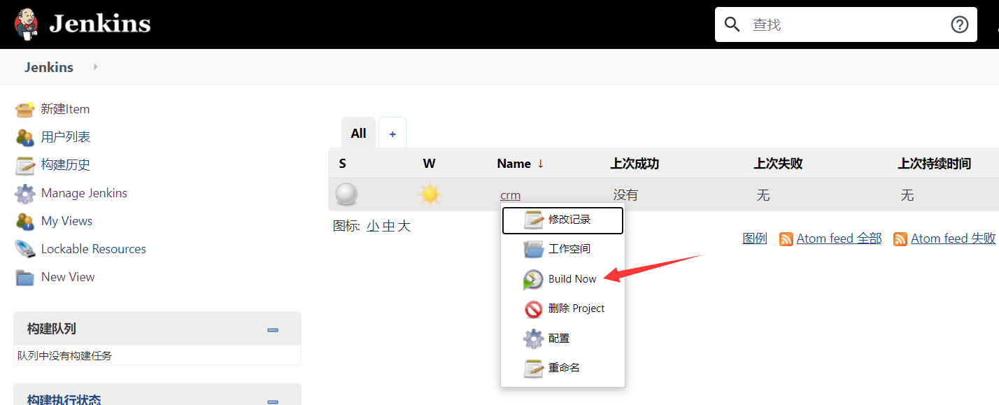 Jenkins
查找
Jenkins
新建Item
用户列表
构建历史
Manage Jenkins
My Views
Lockable Resources
New View
构建队列
队列中没有构建任务
构建执行状态
All +
S W Name ↓ 上次成功 上次失败 上次持续时间
crm 没有 无 无
图标: 小 中 大
图例 Atom feed 全部 Atom feed 失败
修改记录
工作空间
Build Now
删除 Project
配置
重命名